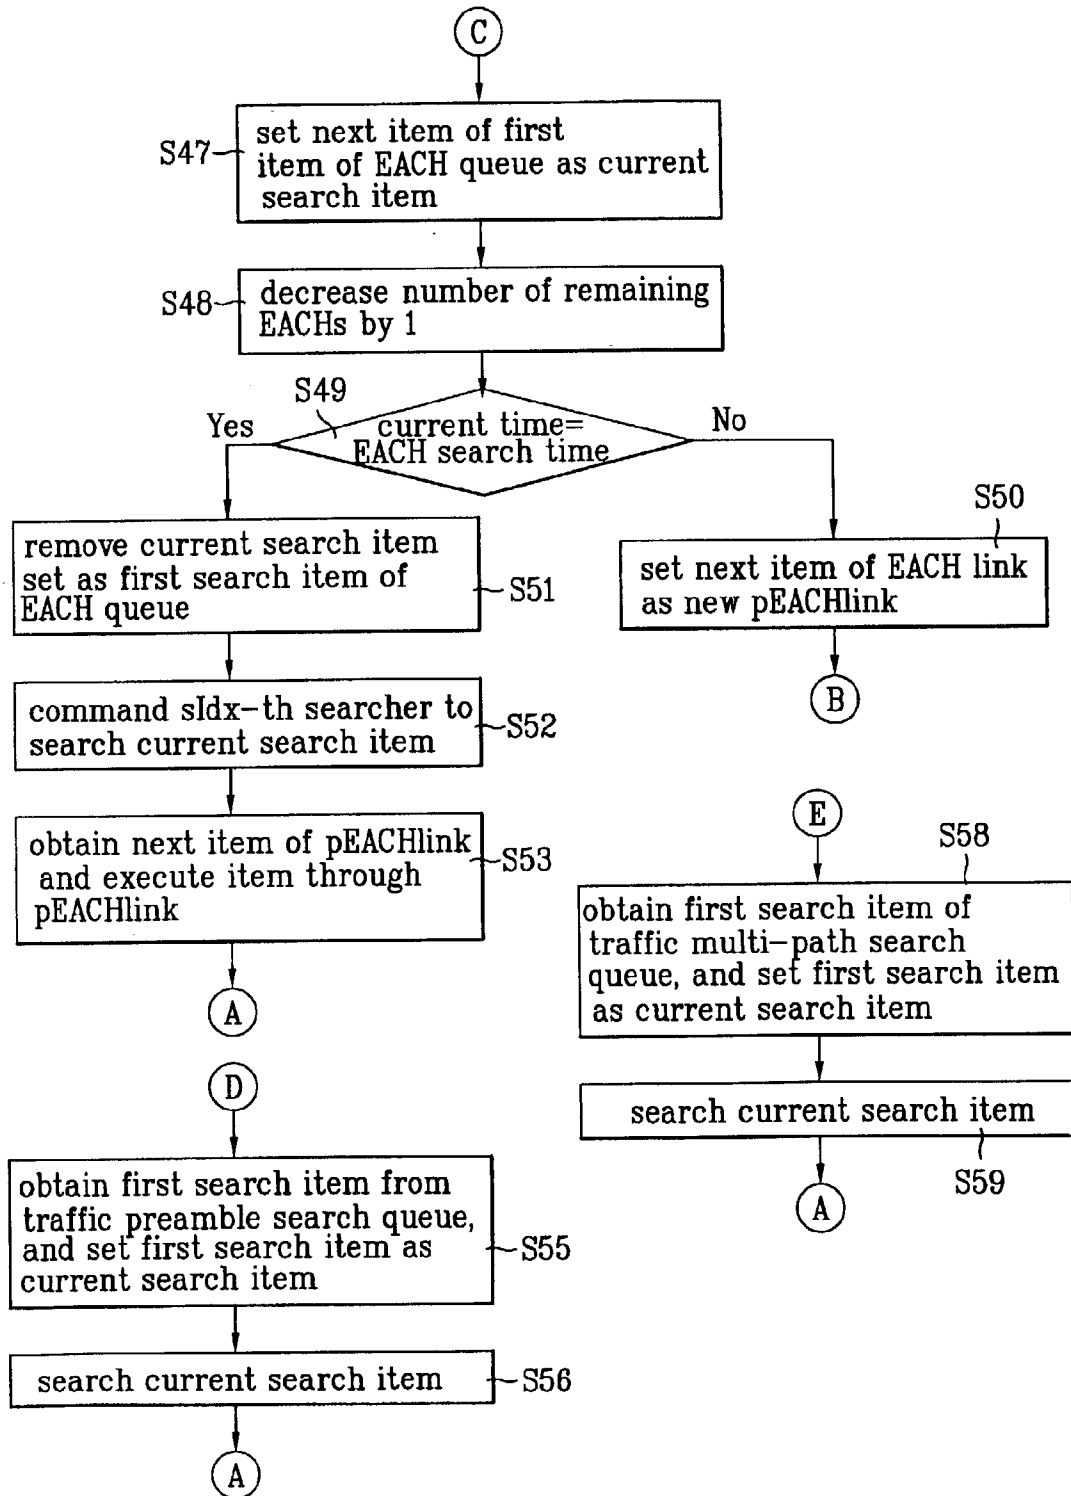 C
set next item of first
item of EACH queue as current
search item
S47
decrease number of remaining
EACHs by 1
S48
S49
current time=
EACH search time
Yes
No
remove current search item
set as first search item of
EACH queue
S51
S50
set next item of EACH link
as new pEACHlink
B
command sIdx-th searcher to
search current search item
S52
obtain next item of pEACHlink
and execute item through
pEACHlink
S53
A
E
S58
obtain first search item of
traffic multi-path search
queue, and set first search item
as current search item
search current search item
S59
A
D
obtain first search item from
traffic preamble search queue,
and set first search item as
current search item
S55
search current search item
S56
A